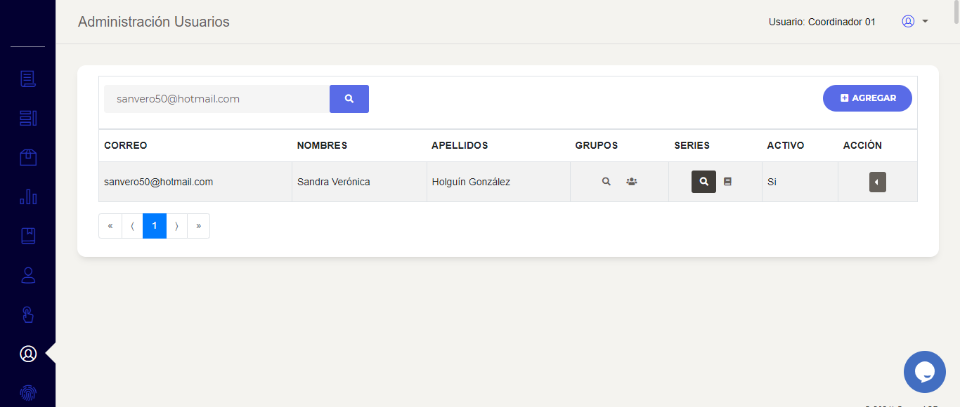 Administración Usuarios
Usuario: Coordinador 01
sanvero50@hotmail.com
AGREGAR
CORREO NOMBRES APELLIDOS GRUPOS SERIES ACTIVO ACCIÓN
sanvero50@hotmail.com Sandra Verónica Holguín González Si
« ⟨ 1 ⟩ »